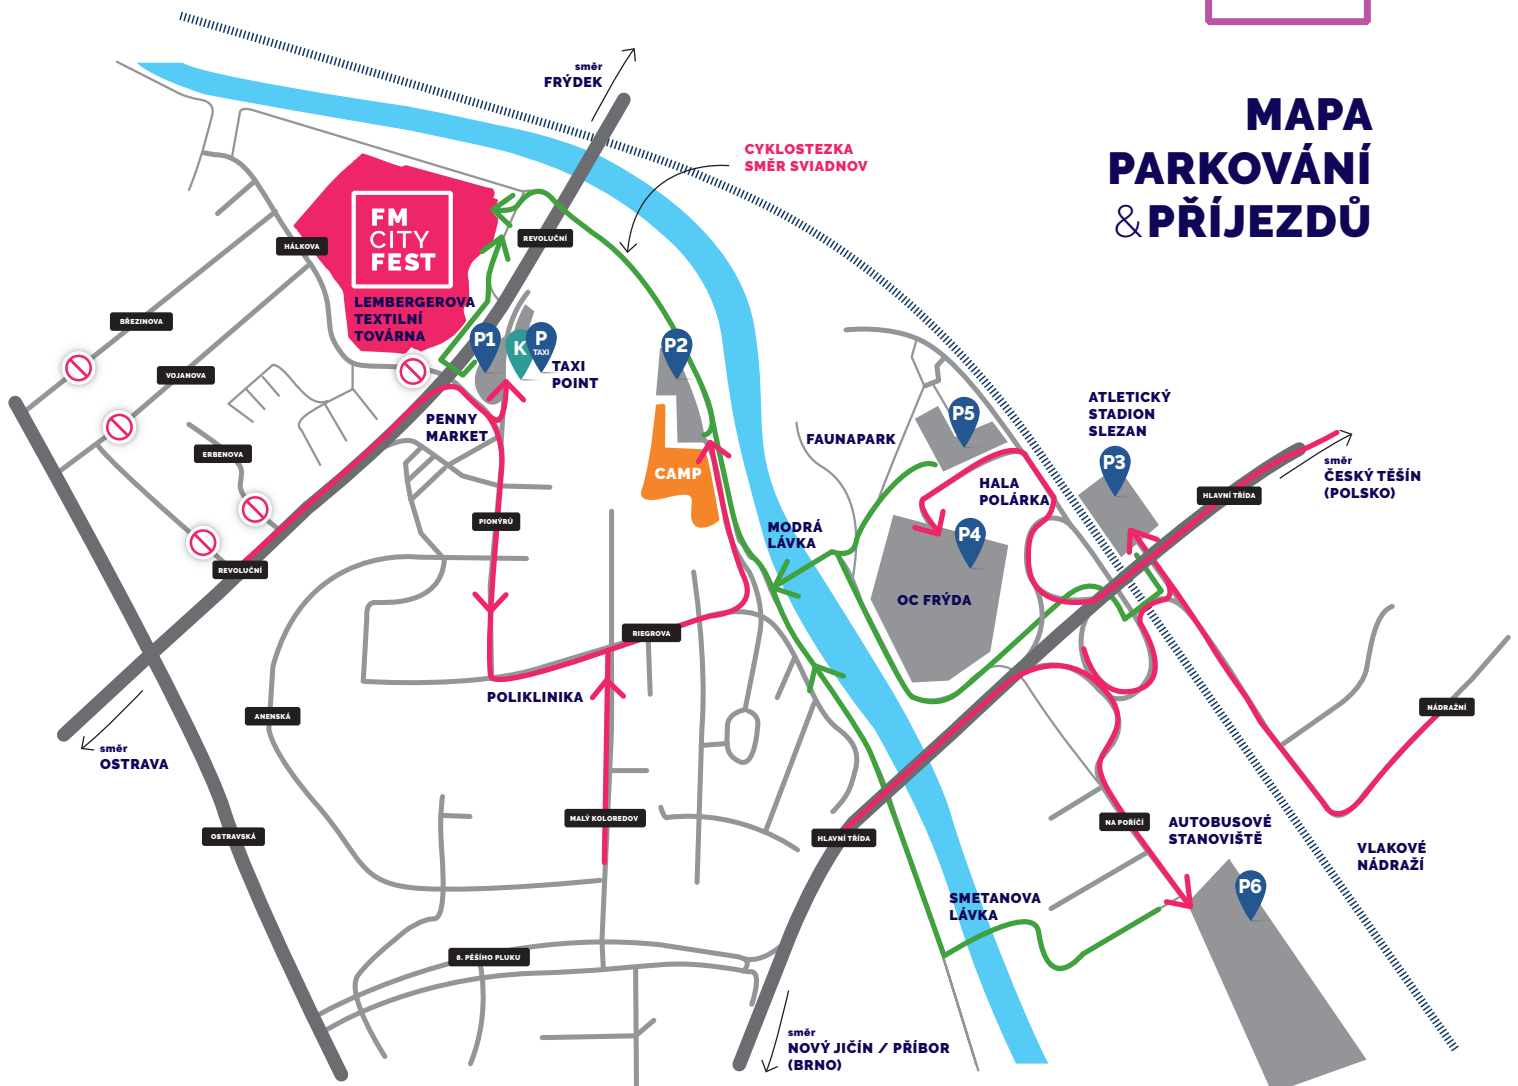 MAPA
PARKOVÁNÍ
& PŘÍJEZDŮ
směr
FRÝDEK
CYKLOSTEZKA
SMĚR SVIADNOV
FM
CITY
FEST
HÁLKOVA
REVOLUČNÍ
LEMBERGEROVA
TEXTILNÍ
TOVÁRNA
BŘEZINOVA
VOJANOVA
P1
K
P
TAXI
TAXI
POINT
P2
PENNY
MARKET
ERBENOVA
CAMP
FAUNAPARK
P5
ATLETICKÝ
STADION
SLEZAN
P3
HALA
POLÁRKA
HLAVNÍ TŘÍDA
směr
ČESKÝ TĚŠÍN
(POLSKO)
PIONÝRŮ
MODRÁ
LÁVKA
P4
OC FRÝDA
REVOLUČNÍ
RIEGROVA
POLIKLINIKA
ANENSKÁ
NÁDRAŽNÍ
směr
OSTRAVA
OSTRAVSKÁ
MALÝ KOLOREDOV
HLAVNÍ TŘÍDA
NA POŘÍČÍ
AUTOBUSOVÉ
STANOVIŠTĚ
VLAKOVÉ
NÁDRAŽÍ
P6
SMETANOVA
LÁVKA
8. PĚŠÍHO PLUKU
směr
NOVÝ JIČÍN / PŘÍBOR
(BRNO)